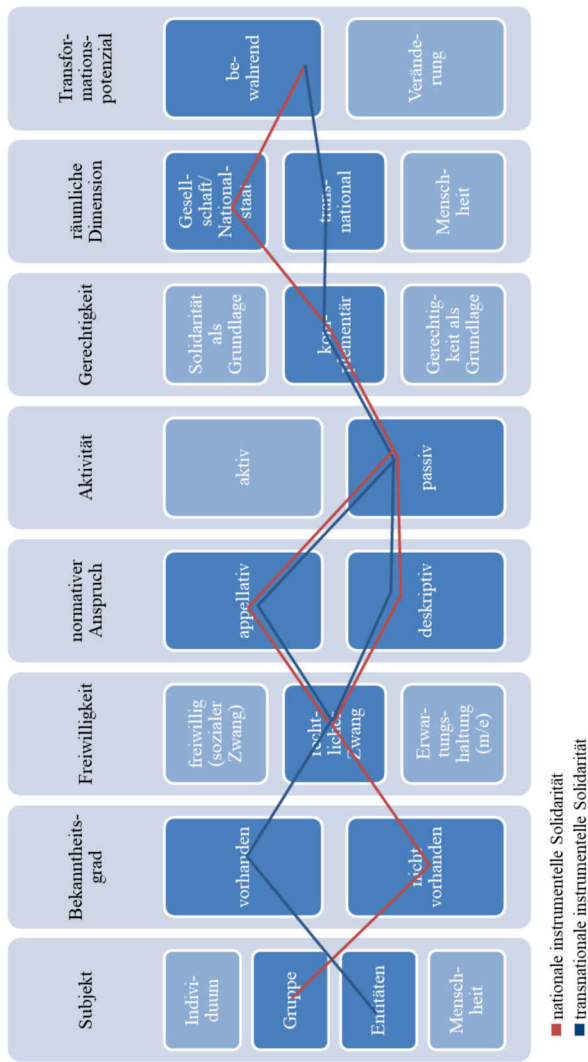 Subjekt
Indivi-
duum
Gruppe
Entitäten
Mensch-
heit
Bekanntheits-
grad
vorhanden
nicht
vorhanden
Freiwilligkeit
freiwillig
(sozialer
Zwang)
recht-
licher
Zwang
Erwar-
tungs-
haltung
(m/e)
normativer
Anspruch
appellativ
deskriptiv
Aktivität
aktiv
passiv
Gerechtigkeit
Solidarität
als
Grundlage
kom-
plementär
Gerechtig-
keit als
Grundlage
räumliche
Dimension
Gesell-
schaft/
National-
staat
trans-
national
Mensch-
heit
Transfor-
mations-
potenzial
be-
wahrend
Verände-
rung
nationale instrumentelle Solidarität
transnationale instrumentelle Solidarität